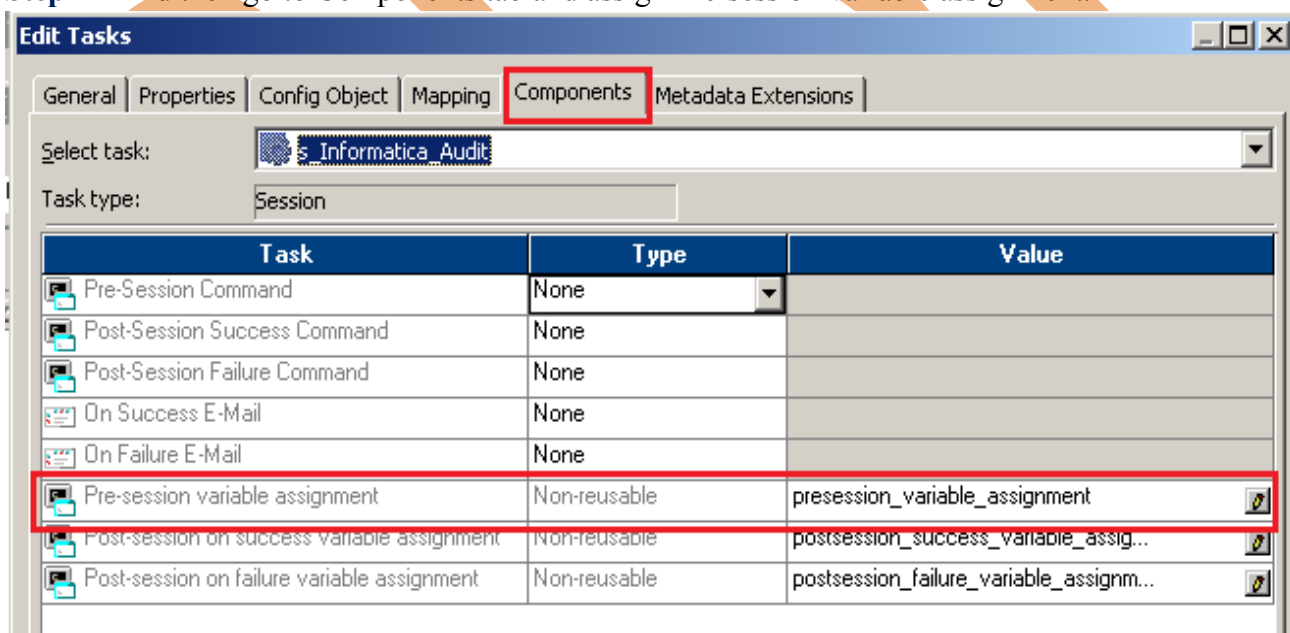 Edit Tasks
General Properties Config Object Mapping Components Metadata Extensions
Select task: s_Informatica_Audit
Task type: Session
Task Type Value
Pre-Session Command None
Post-Session Success Command None
Post-Session Failure Command None
On Success E-Mail None
On Failure E-Mail None
Pre-session variable assignment Non-reusable presession_variable_assignment
Post-session on success variable assignment Non-reusable postsession_success_variable_assig...
Post-session on failure variable assignment Non-reusable postsession_failure_variable_assignm...